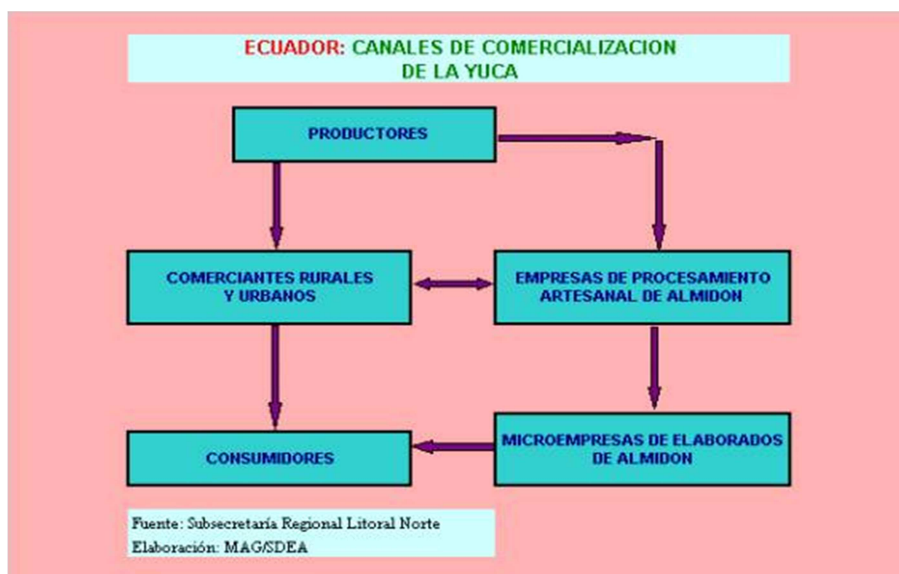 ECUADOR: CANALES DE COMERCIALIZACION
DE LA YUCA
PRODUCTORES
COMERCIANTES RURALES
Y URBANOS
EMPRESAS DE PROCESAMIENTO
ARTESANAL DE ALMIDON
CONSUMIDORES
MICROEMPRESAS DE ELABORADOS
DE ALMIDON
Fuente: Subsecretaría Regional Litoral Norte
Elaboración: MAG/SDEA